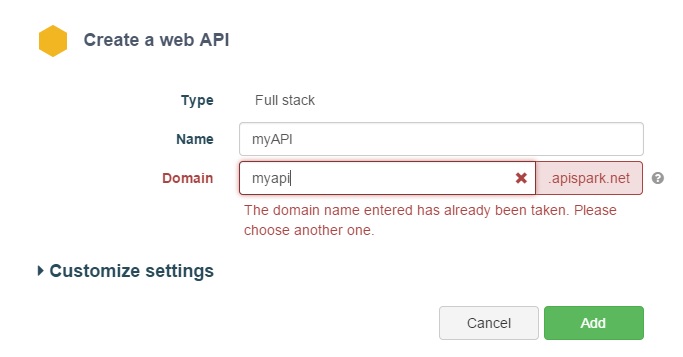 Create a web API
Type Full stack
Name myAPI
Domain myapi .apispark.net
The domain name entered has already been taken. Please
choose another one.
Customize settings
Cancel Add